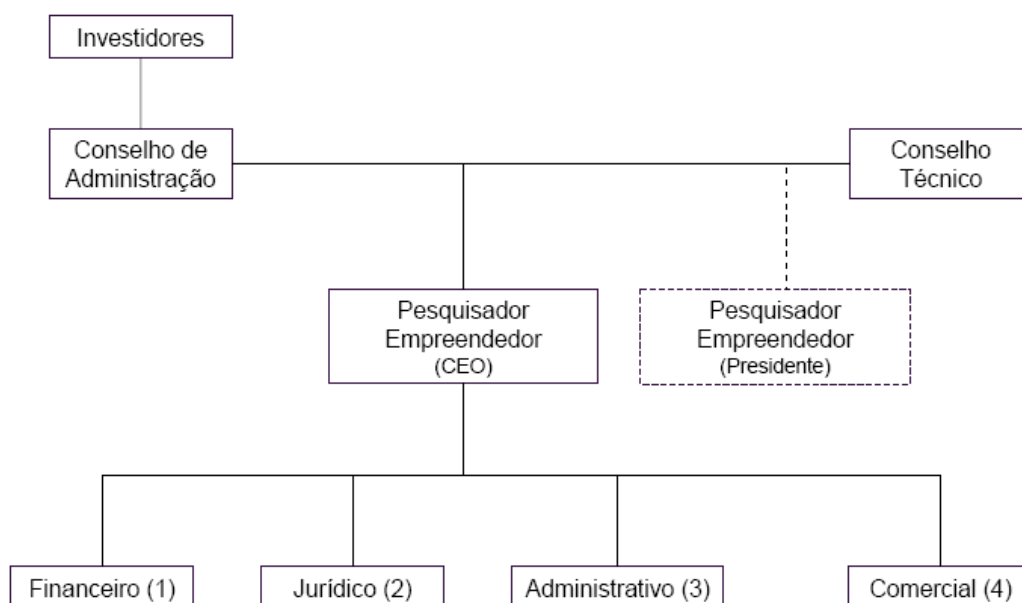 Investidores
Conselho de
Administração
Conselho
Técnico
Pesquisador
Empreendedor
(CEO)
Pesquisador
Empreendedor
(Presidente)
Financeiro (1)
Jurídico (2)
Administrativo (3)
Comercial (4)